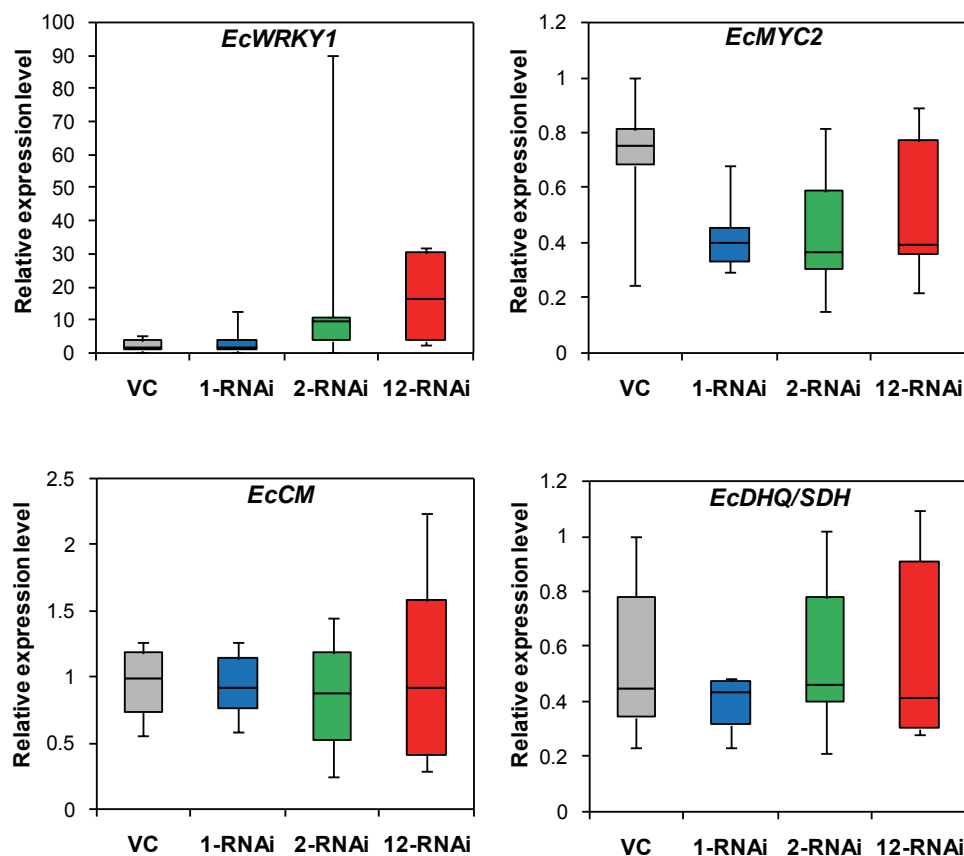 EcWRKY1
Relative expression level
100
90
80
70
60
50
40
30
20
10
0
VC 1-RNAi 2-RNAi 12-RNAi
EcMYC2
Relative expression level
1.2
1
0.8
0.6
0.4
0.2
0
VC 1-RNAi 2-RNAi 12-RNAi
EcCM
Relative expression level
2.5
2
1.5
1
0.5
0
VC 1-RNAi 2-RNAi 12-RNAi
EcDHQ/SDH
Relative expression level
1.2
1
0.8
0.6
0.4
0.2
0
VC 1-RNAi 2-RNAi 12-RNAi